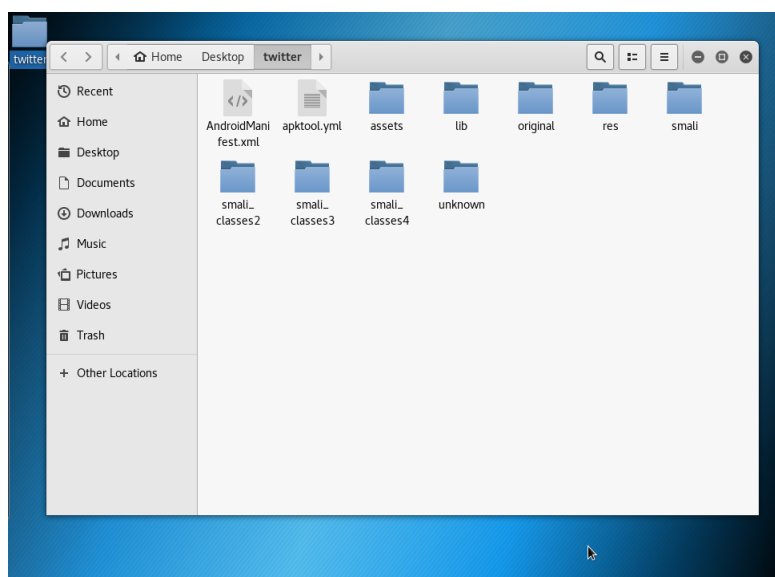 twitter
Home
Desktop
twitter
Recent
Home
Desktop
Documents
Downloads
Music
Pictures
Videos
Trash
+ Other Locations
AndroidMani
fest.xml
apktool.yml
assets
lib
original
res
smali
smali_
classes2
smali_
classes3
smali_
classes4
unknown